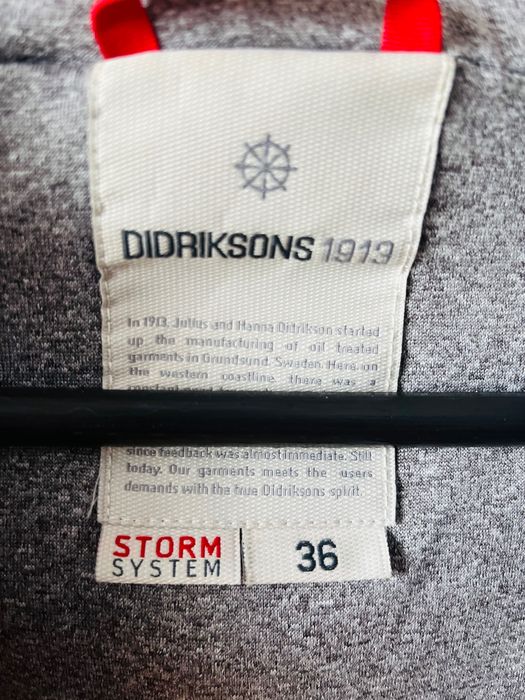 DIDRIKSONS 1913
In 1913, Julius and Hanna Didrikson started
up the manufacturing of oil treated
garments in Grundsund, Sweden. Here, on
the western coastline, there was a
constant
since feedback was almost immediate. Still
today. Our garments meets the users
demands with the true Didriksons spirit.
STORM
SYSTEM
36